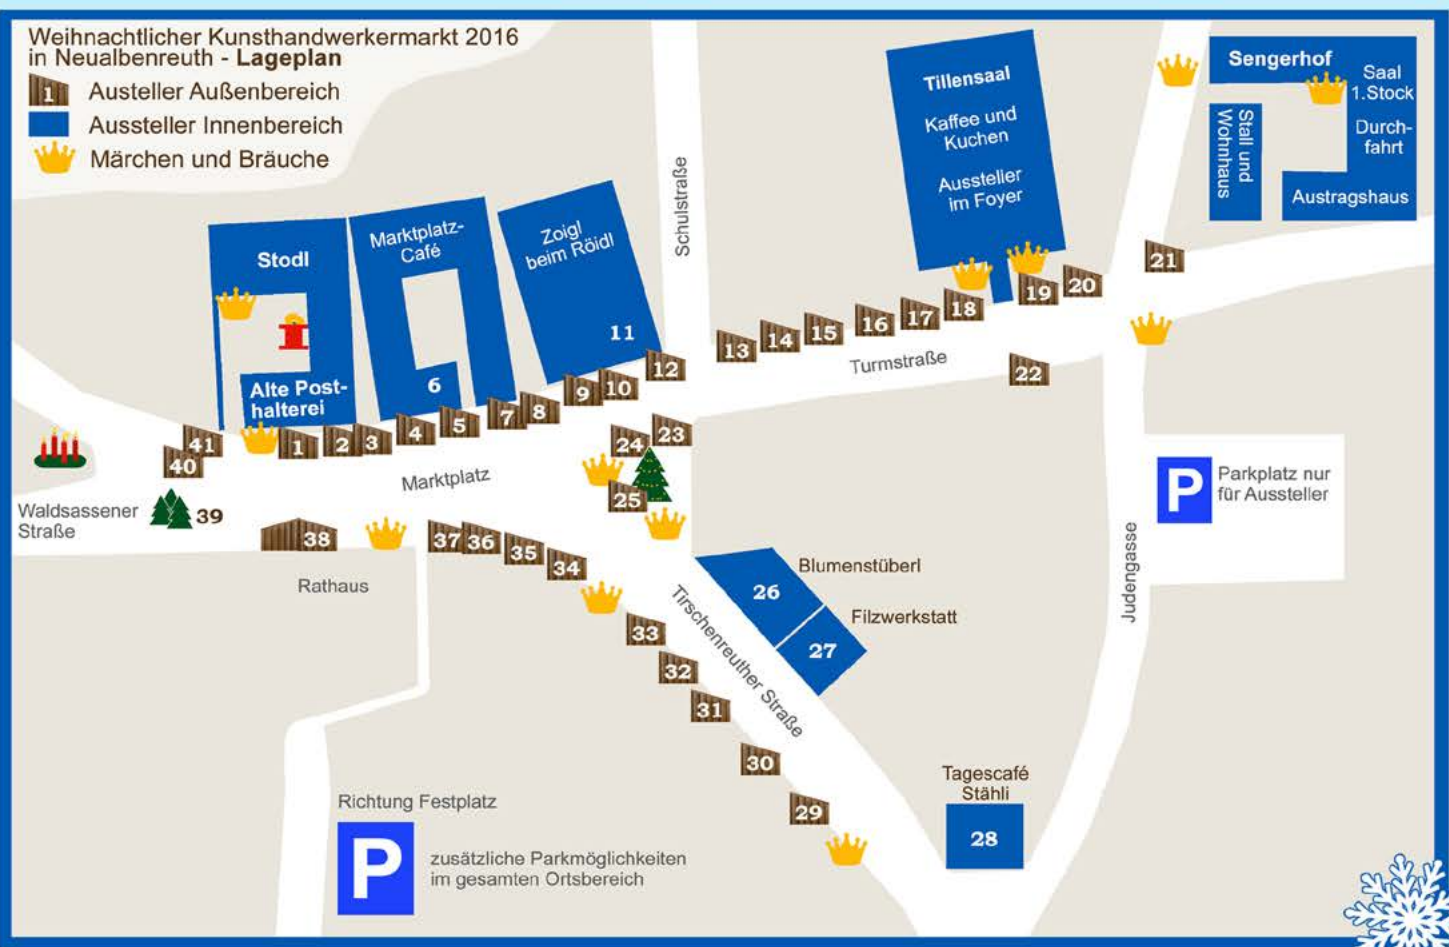 Weihnachtlicher Kunsthandwerkermarkt 2016
in Neualbenreuth - Lageplan
1 Austeller Außenbereich
Aussteller Innenbereich
Märchen und Bräuche
Stodl
Alte Post-
halterei
Marktplatz-
Café
6
Zoigl
beim Röidl
11
Schulstraße
Tillensaal
Kaffee und
Kuchen
Aussteller
im Foyer
Sengerhof
Saal
1.Stock
Durch-
fahrt
Stall und
Wohnhaus
Austragshaus
21
20
19
18
17
16
15
14
13
12
10
9
8
7
5
4
3
2
1
41
40
Turmstraße
22
23
24
25
Marktplatz
Waldsassener
Straße
39
38
37
36
35
34
33
32
31
30
29
Rathaus
Tirschenreuther Straße
26
Blumenstüberl
27
Filzwerkstatt
P
Parkplatz nur
für Aussteller
Judengasse
Tagescafé
Stähli
28
Richtung Festplatz
P
zusätzliche Parkmöglichkeiten
im gesamten Ortsbereich